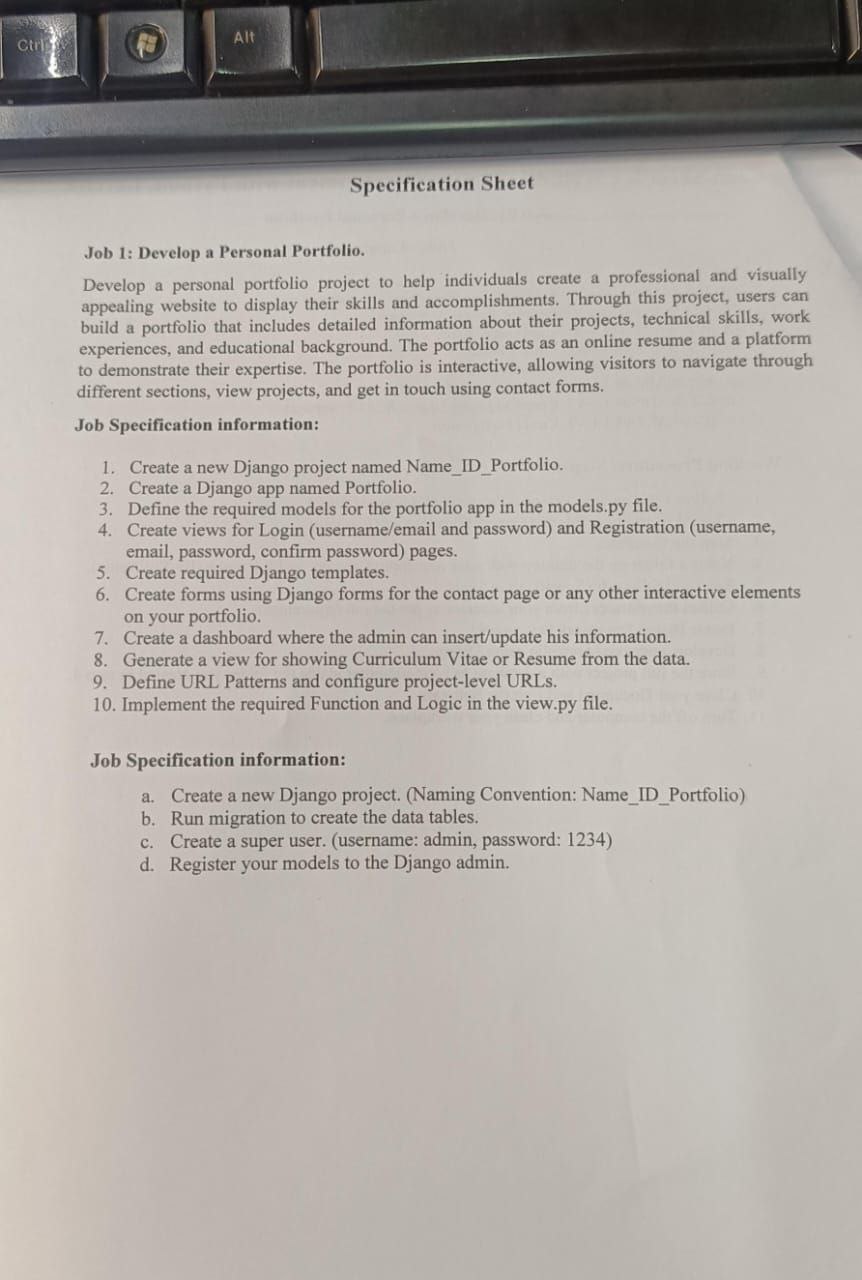 Ctrl
Alt
Specification Sheet
Job 1: Develop a Personal Portfolio.
Develop a personal portfolio project to help individuals create a professional and visually
appealing website to display their skills and accomplishments. Through this project, users can
build a portfolio that includes detailed information about their projects, technical skills, work
experiences, and educational background. The portfolio acts as an online resume and a platform
to demonstrate their expertise. The portfolio is interactive, allowing visitors to navigate through
different sections, view projects, and get in touch using contact forms.
Job Specification information:
1. Create a new Django project named Name_ID_Portfolio.
2. Create a Django app named Portfolio.
3. Define the required models for the portfolio app in the models.py file.
4. Create views for Login (username/email and password) and Registration (username,
email, password, confirm password) pages.
5. Create required Django templates.
6. Create forms using Django forms for the contact page or any other interactive elements
on your portfolio.
7. Create a dashboard where the admin can insert/update his information.
8. Generate a view for showing Curriculum Vitae or Resume from the data.
9. Define URL Patterns and configure project-level URLs.
10. Implement the required Function and Logic in the view.py file.
Job Specification information:
a. Create a new Django project. (Naming Convention: Name_ID_Portfolio)
b. Run migration to create the data tables.
c. Create a super user. (username: admin, password: 1234)
d. Register your models to the Django admin.